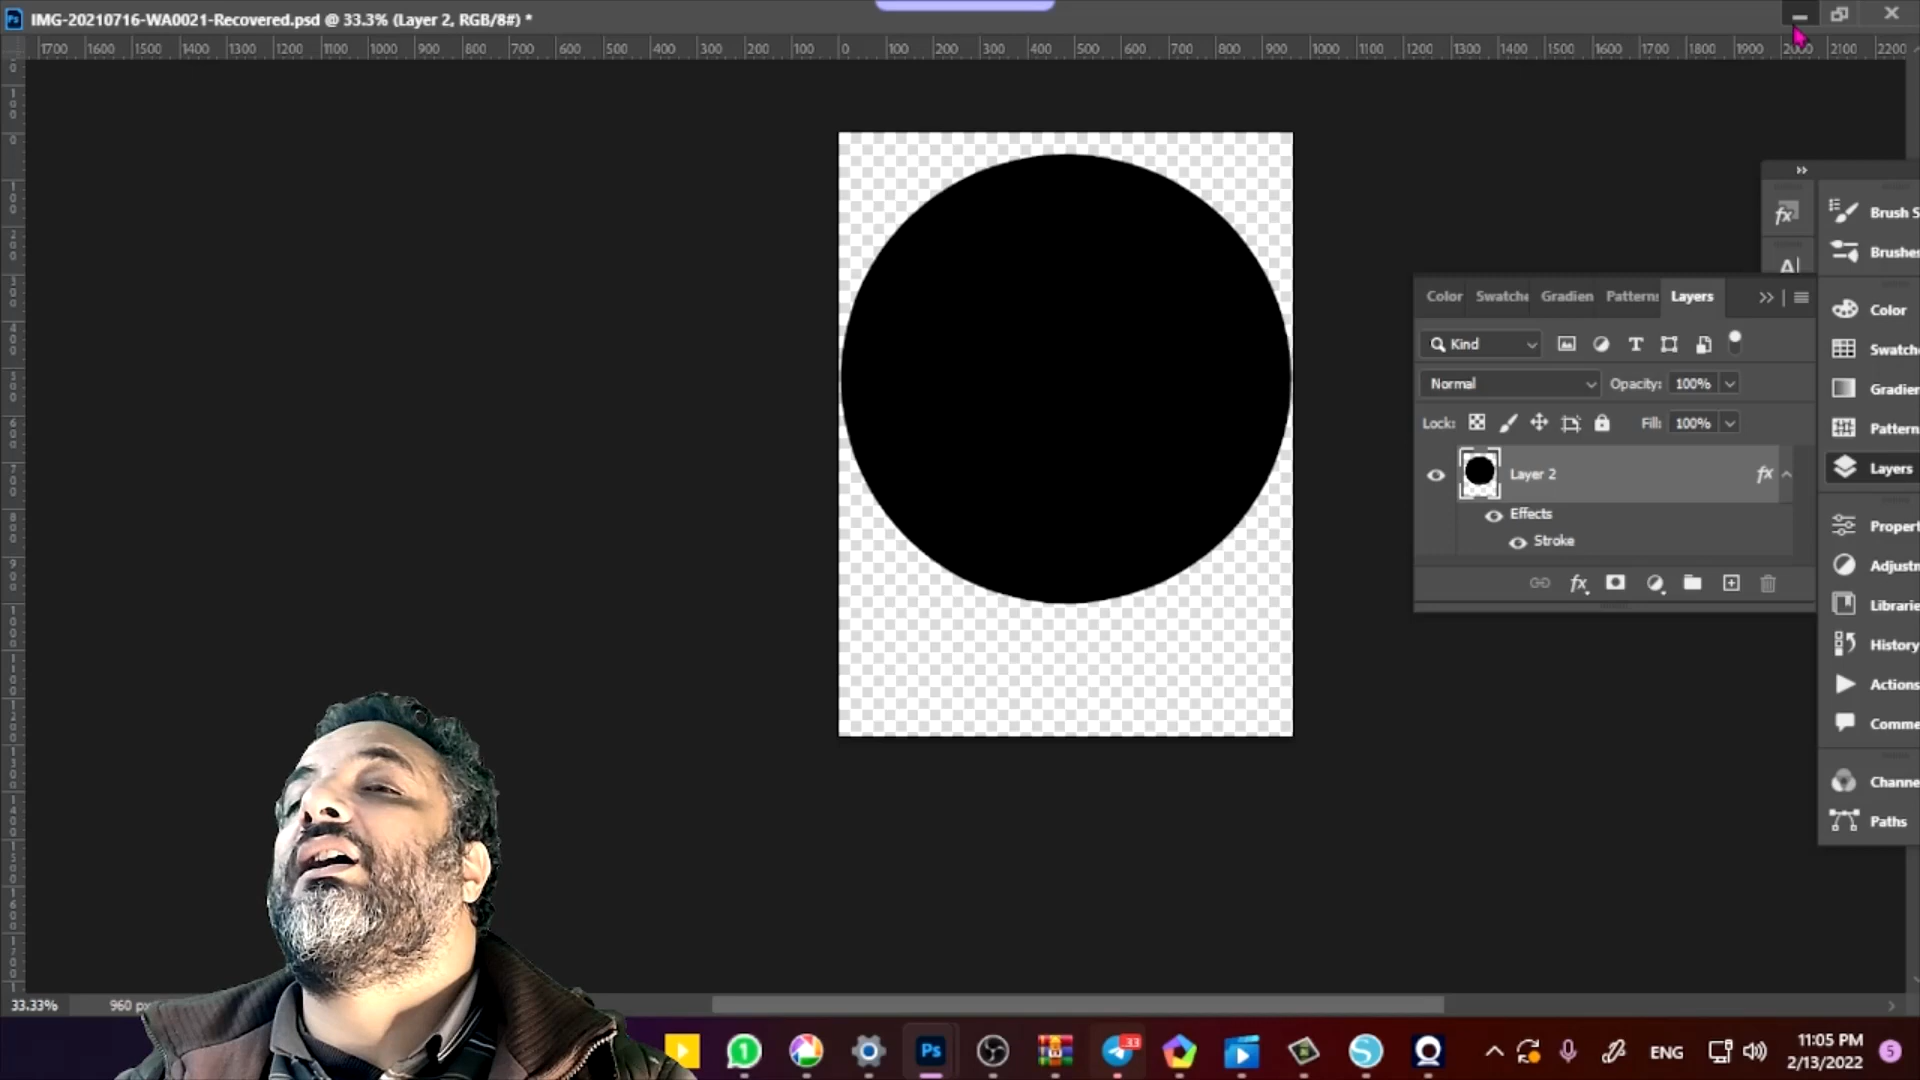 IMG-20210716-WA0021-Recovered.psd @ 33.3% (Layer 2, RGB/8#) *
1700 1600 1500 1400 1300 1200 1100 1000 900 800 700 600 500 400 300 200 100 0 100 200 300 400 500 600 700 800 900 1000 1100 1200 1300 1400 1500 1600 1700 1800 1900 2000 2100 2200
Brush S
Brushes
Color Swatche Gradien Patterns Layers
Color
Kind
Swatch
Normal Opacity: 100%
Gradien
Lock: Fill: 100%
Pattern
Layer 2 fx
Layers
Effects
Stroke
Propert
Adjustm
Librarie
History
Actions
Comme
Channe
Paths
33.33% 960 px
Ps 33 ENG 11:05 PM 5
2/13/2022